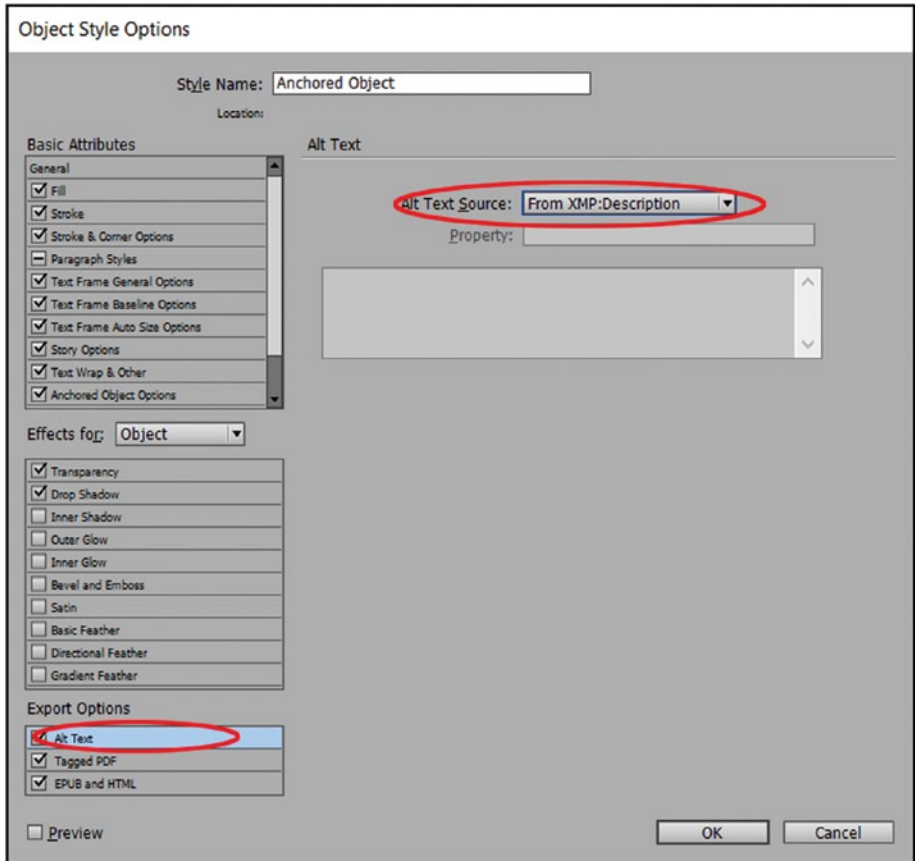 Object Style Options
Style Name: Anchored Object
Location:
Basic Attributes
General
Fill
Stroke
Stroke & Corner Options
Paragraph Styles
Text Frame General Options
Text Frame Baseline Options
Text Frame Auto Size Options
Story Options
Text Wrap & Other
Anchored Object Options
Effects for: Object
Transparency
Drop Shadow
Inner Shadow
Outer Glow
Inner Glow
Bevel and Emboss
Satin
Basic Feather
Directional Feather
Gradient Feather
Export Options
Alt Text
Tagged PDF
EPUB and HTML
Preview
Alt Text
Alt Text Source: From XMP:Description
Property:
OK Cancel